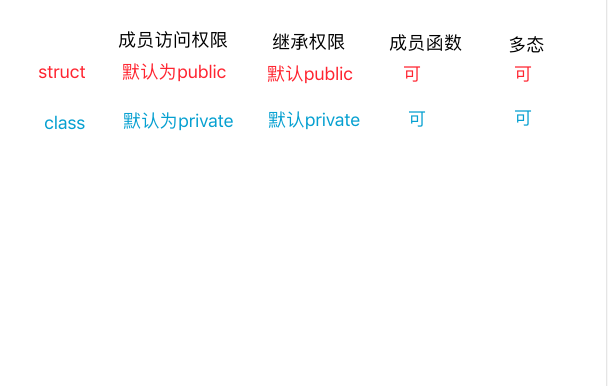 成员访问权限 继承权限 成员函数 多态
struct 默认为public 默认public 可 可
class 默认为private 默认private 可 可